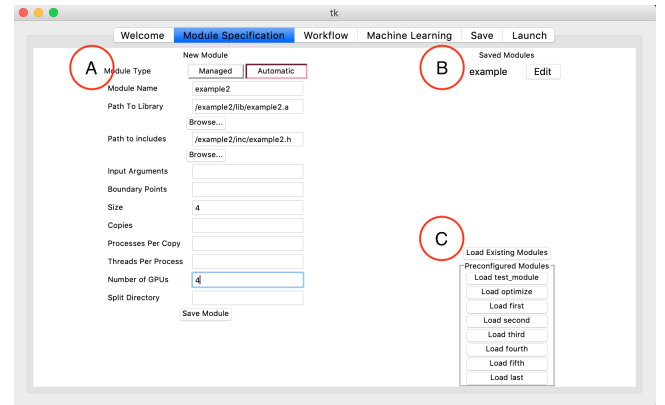 tk
Welcome Module Specification Workflow Machine Learning Save Launch
New Module
A
Module Type Managed Automatic
Module Name example2
Path To Library /example2/lib/example2.a
Browse...
Path to includes /example2/inc/example2.h
Browse...
Input Arguments
Boundary Points
Size 4
Copies
Processes Per Copy
Threads Per Process
Number of GPUs 4
Split Directory
Save Module
B
Saved Modules
example Edit
C
Load Existing Modules
Preconfigured Modules
Load test_module
Load optimize
Load first
Load second
Load third
Load fourth
Load fifth
Load last